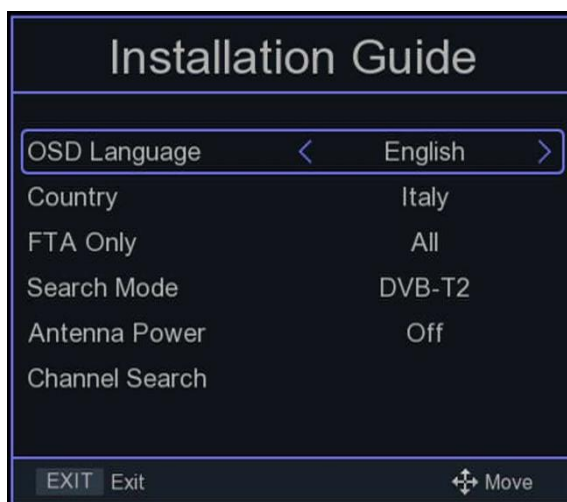 Installation Guide
OSD Language < English >
Country Italy
FTA Only All
Search Mode DVB-T2
Antenna Power Off
Channel Search
EXIT Exit Move